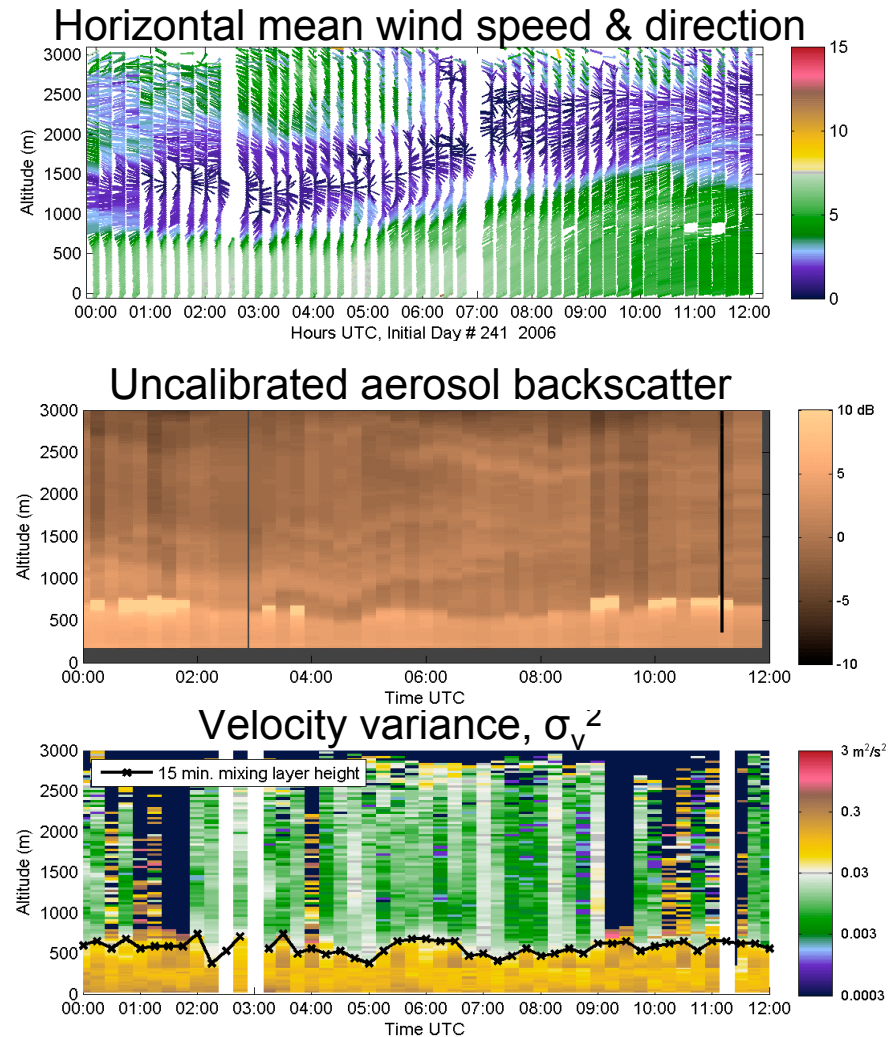 Horizontal mean wind speed & direction
3000
2500
2000
1500
1000
500
0
Altitude (m)
00:00 01:00 02:00 03:00 04:00 05:00 06:00 07:00 08:00 09:00 10:00 11:00 12:00
Hours UTC, Initial Day # 241 2006
15
10
5
0
Uncalibrated aerosol backscatter
3000
2500
2000
1500
1000
500
0
Altitude (m)
00:00 02:00 04:00 06:00 08:00 10:00 12:00
Time UTC
10 dB
5
0
-5
-10
Velocity variance, σv²
15 min. mixing layer height
3000
2500
2000
1500
1000
500
0
Altitude (m)
00:00 01:00 02:00 03:00 04:00 05:00 06:00 07:00 08:00 09:00 10:00 11:00 12:00
Time UTC
3 m²/s²
0.3
0.03
0.003
0.0003